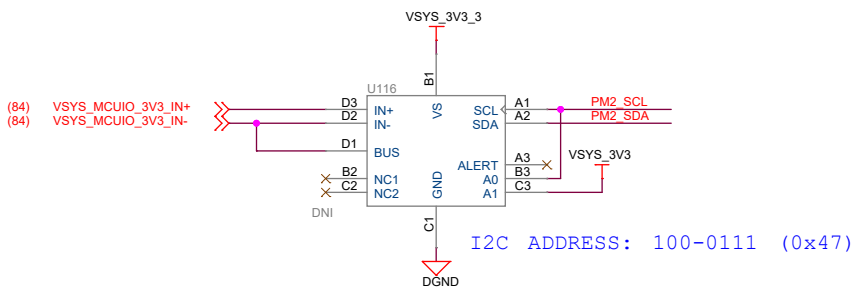 VSYS_3V3_3
B1
U116
(84) VSYS_MCUIO_3V3_IN+ D3 IN+ VS SCL A1 PM2_SCL
(84) VSYS_MCUIO_3V3_IN- D2 IN- SDA A2 PM2_SDA
D1 BUS
ALERT A3 VSYS_3V3
B2 NC1 A0 B3
C2 NC2 GND A1 C3
DNI
C1
I2C ADDRESS: 100-0111 (0x47)
DGND